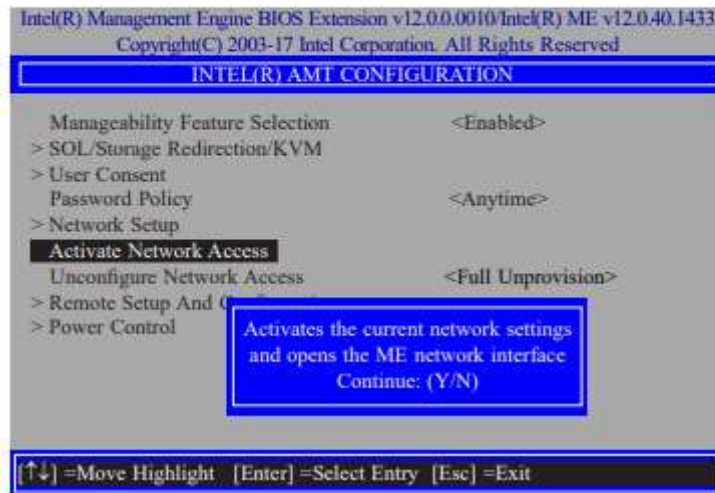 Intel(R) Management Engine BIOS Extension v12.0.0.0010/Intel(R) ME v12.0.40.1433
Copyright(C) 2003-17 Intel Corporation. All Rights Reserved
INTEL(R) AMT CONFIGURATION
Manageability Feature Selection <Enabled>
> SOL/Storage Redirection/KVM
> User Consent
Password Policy <Anytime>
> Network Setup
Activate Network Access
Unconfigure Network Access <Full Unprovision>
> Remote Setup And
> Power Control
Activates the current network settings
and opens the ME network interface
Continue: (Y/N)
[↑↓] =Move Highlight [Enter] =Select Entry [Esc] =Exit